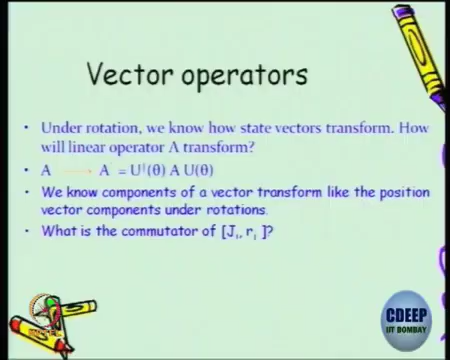 Vector operators
• Under rotation, we know how state vectors transform. How
will linear operator A transform?
• A → A = U†(θ) A U(θ)
• We know components of a vector transform like the position
vector components under rotations.
• What is the commutator of [Ji, rj ]?
CDEEP
IIT BOMBAY